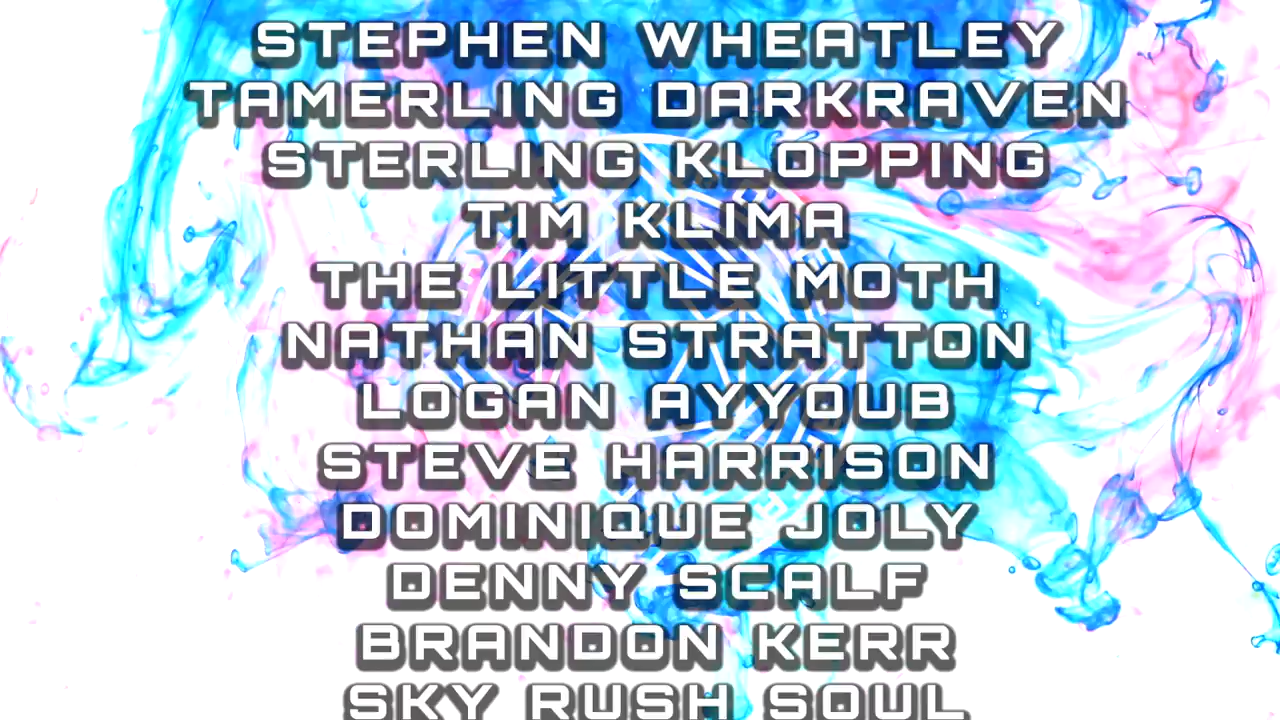 STEPHEN WHEATLEY
TAMERLING DARKRAVEN
STERLING KLOPPING
TIM KLIMA
THE LITTLE MOTH
NATHAN STRATTON
LOGAN AYYOUB
STEVE HARRISON
DOMINIQUE JOLY
DENNY SCALF
BRANDON KERR
SKY RUSH SOUL